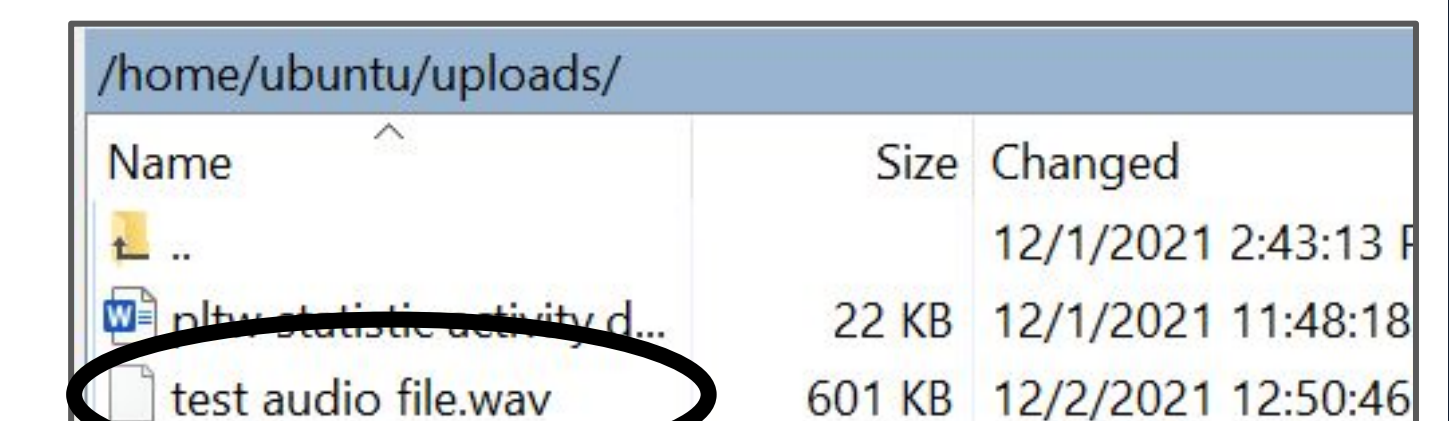 /home/ubuntu/uploads/
Name Size Changed
.. 12/1/2021 2:43:13 P
pltw statistic activity d... 22 KB 12/1/2021 11:48:18
test audio file.wav 601 KB 12/2/2021 12:50:46